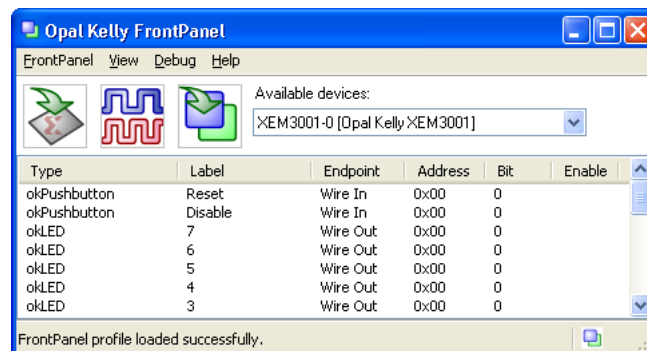 Opal Kelly FrontPanel
FrontPanel View Debug Help
Available devices:
XEM3001-0 [Opal Kelly XEM3001]
Type Label Endpoint Address Bit Enable
okPushbutton Reset Wire In 0x00 0
okPushbutton Disable Wire In 0x00 0
okLED 7 Wire Out 0x00 0
okLED 6 Wire Out 0x00 0
okLED 5 Wire Out 0x00 0
okLED 4 Wire Out 0x00 0
okLED 3 Wire Out 0x00 0
FrontPanel profile loaded successfully.